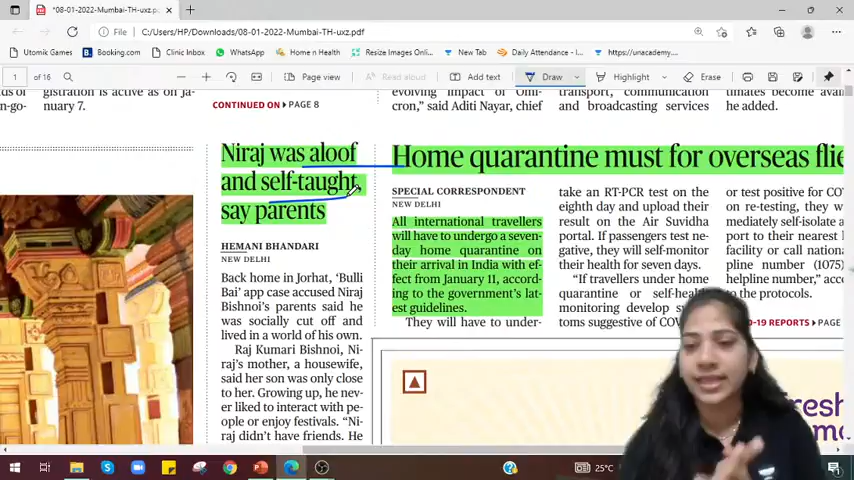 *08-01-2022-Mumbai-TH-uxz.pdf
File
C:/Users/HP/Downloads/08-01-2022-Mumbai-TH-uxz.pdf
Utomik Games
Booking.com
Clinic Inbox
WhatsApp
Home n Health
Resize Images Onl...
New Tab
Daily Attendance - I...
https://unacademy....
1
of 16
Page view
Read aloud
Add text
Draw
Highlight
Erase
gistration is active as on Ja-
nuary 7.
CONTINUED ON PAGE 8
Niraj was aloof
and self-taught,
say parents
HEMANI BHANDARI
NEW DELHI
Back home in Jorhat, 'Bulli
Bai' app case accused Niraj
Bishnoi's parents said he
was socially cut off and
lived in a world of his own.
Raj Kumari Bishnoi, Ni-
raj's mother, a housewife,
said her son was only close
to her. Growing up, he nev-
er liked to interact with peo-
ple or enjoy festivals. "Ni-
raj didn't have friends. He
evolving impact of Omi-
cron," said Aditi Nayar, chief
transport, communication
and broadcasting services
timates become avai
he added.
Home quarantine must for overseas flie
SPECIAL CORRESPONDENT
NEW DELHI
All international travellers
will have to undergo a seven-
day home quarantine on
their arrival in India with ef-
fect from January 11, accord-
ing to the government's lat-
est guidelines.
They will have to under-
take an RT-PCR test on the
eighth day and upload their
result on the Air Suvidha
portal. If passengers test ne-
gative, they will self-monitor
their health for seven days.
"If travellers under home
quarantine or self-health
monitoring develop
toms suggestive of
or test positive for
on re-testing, they
mediately self-isolate
port to their nearest
facility or call
pline number (1075)
helpline number,"
to the protocols.
REPORTS PAGE
25°C